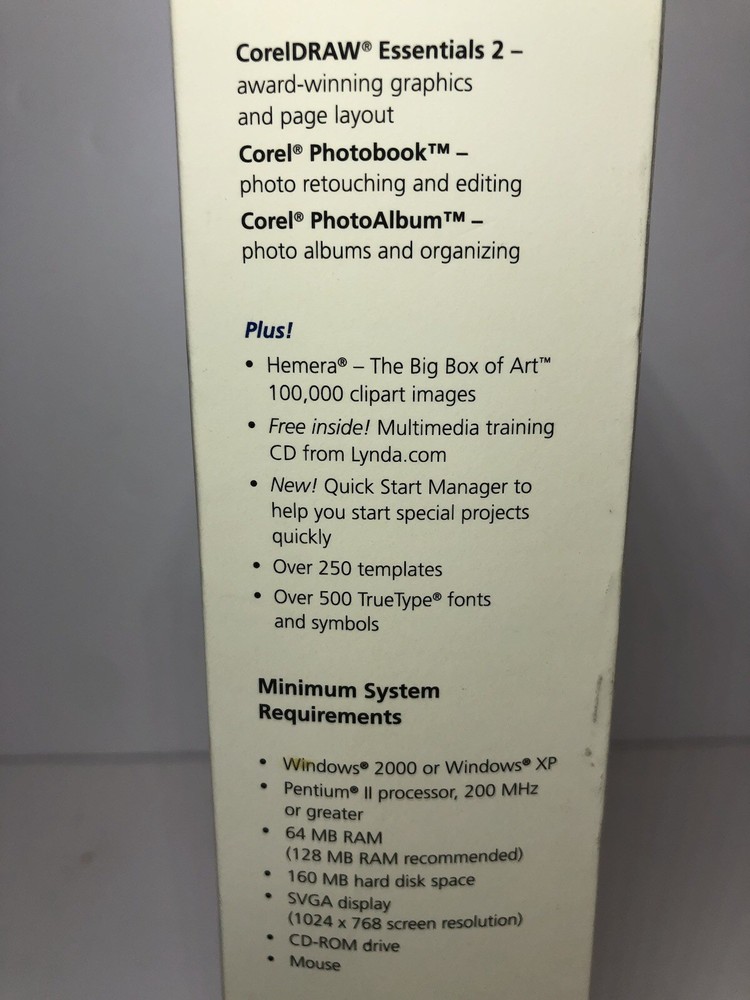 CorelDRAW® Essentials 2 –
award-winning graphics
and page layout
Corel® Photobook™ –
photo retouching and editing
Corel® PhotoAlbum™ –
photo albums and organizing
Plus!
• Hemera® – The Big Box of Art™
100,000 clipart images
• Free inside! Multimedia training
CD from Lynda.com
• New! Quick Start Manager to
help you start special projects
quickly
• Over 250 templates
• Over 500 TrueType® fonts
and symbols
Minimum System
Requirements
• Windows® 2000 or Windows® XP
• Pentium® II processor, 200 MHz
or greater
• 64 MB RAM
(128 MB RAM recommended)
• 160 MB hard disk space
• SVGA display
(1024 x 768 screen resolution)
• CD-ROM drive
• Mouse